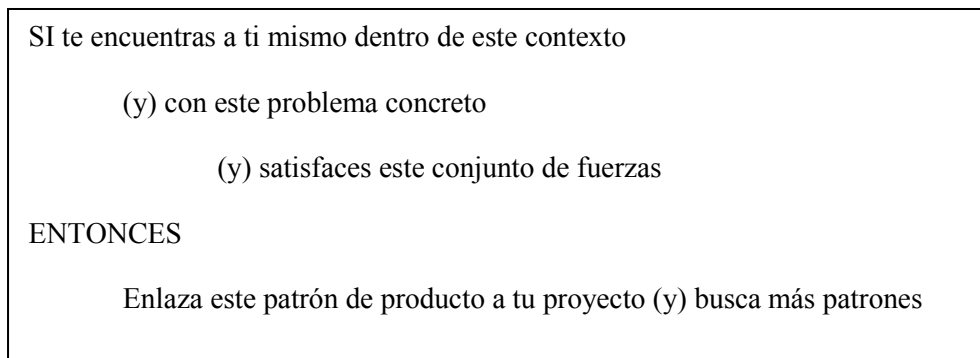 SI te encuentras a ti mismo dentro de este contexto
(y) con este problema concreto
(y) satisfaces este conjunto de fuerzas
ENTONCES
Enlaza este patrón de producto a tu proyecto (y) busca más patrones